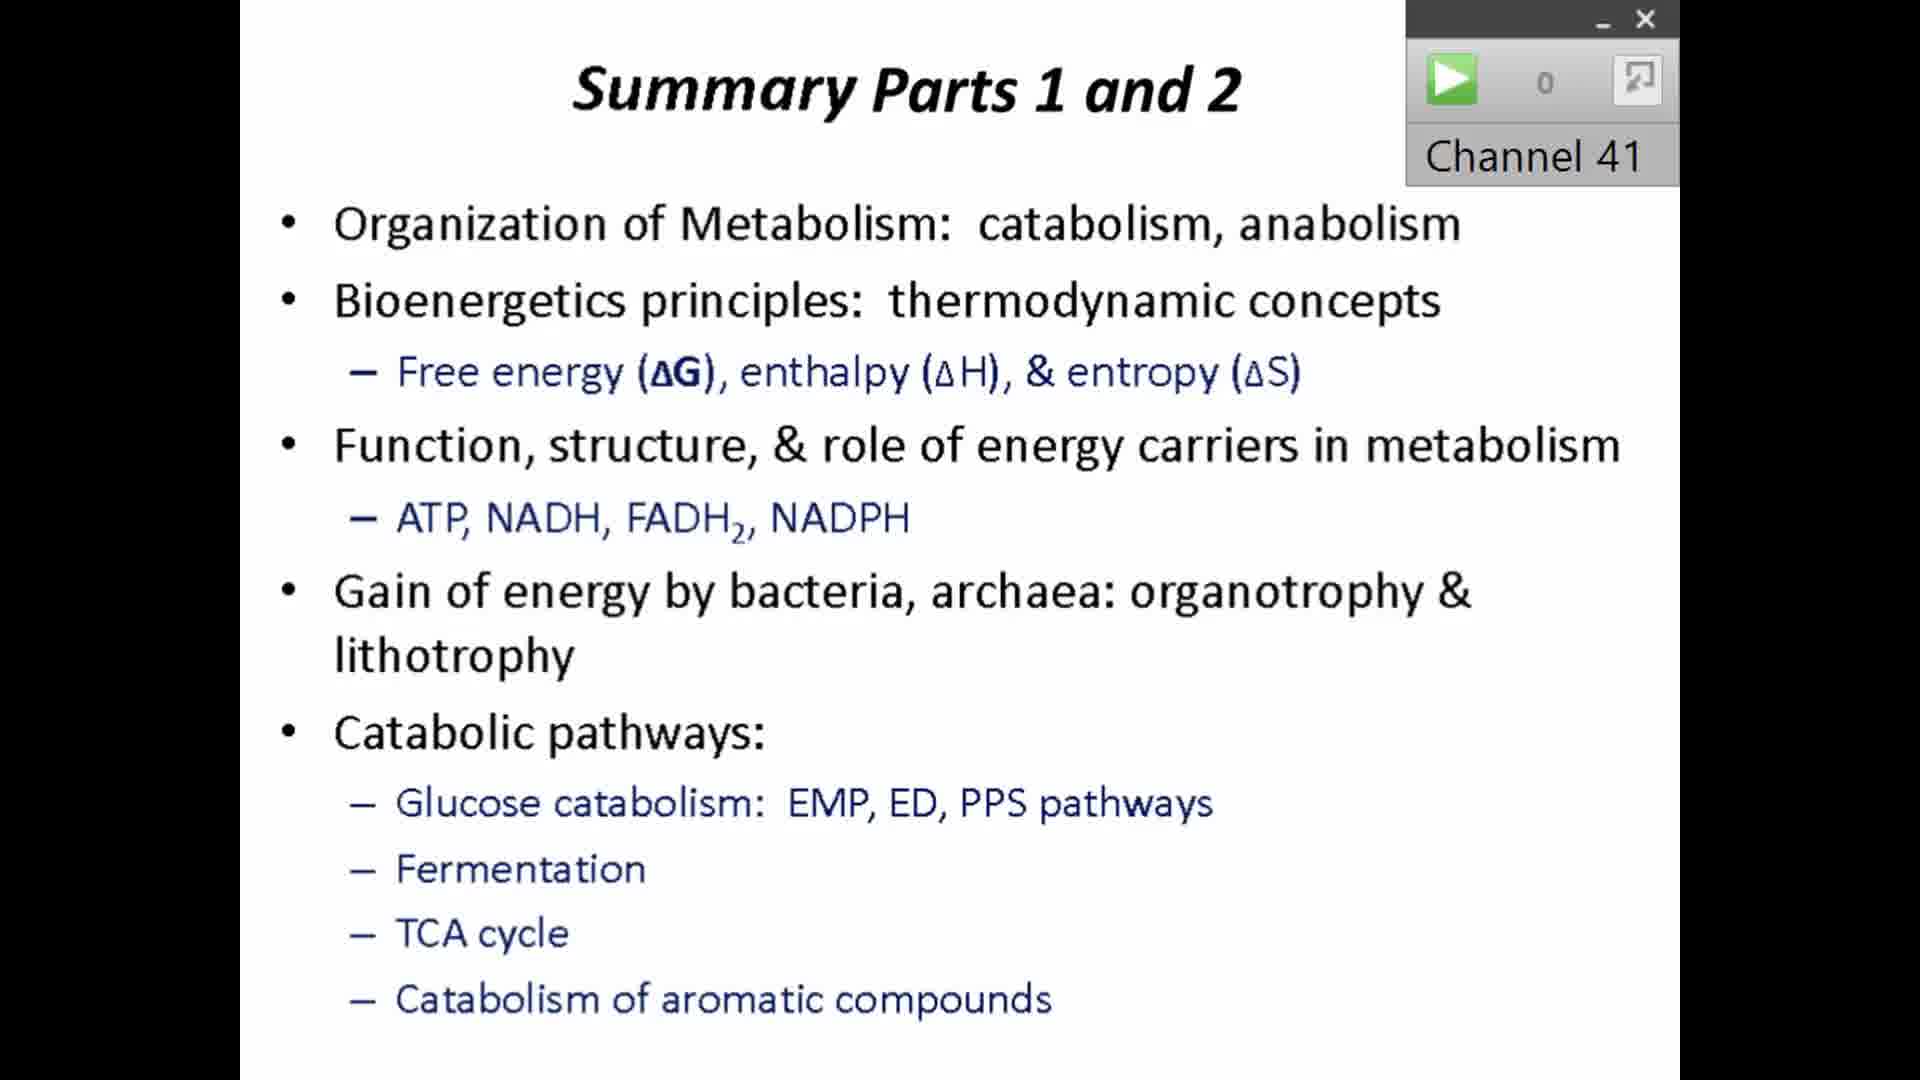 Summary Parts 1 and 2
0
Channel 41
• Organization of Metabolism: catabolism, anabolism
• Bioenergetics principles: thermodynamic concepts
– Free energy (ΔG), enthalpy (ΔH), & entropy (ΔS)
• Function, structure, & role of energy carriers in metabolism
– ATP, NADH, FADH₂, NADPH
• Gain of energy by bacteria, archaea: organotrophy &
lithotrophy
• Catabolic pathways:
– Glucose catabolism: EMP, ED, PPS pathways
– Fermentation
– TCA cycle
– Catabolism of aromatic compounds